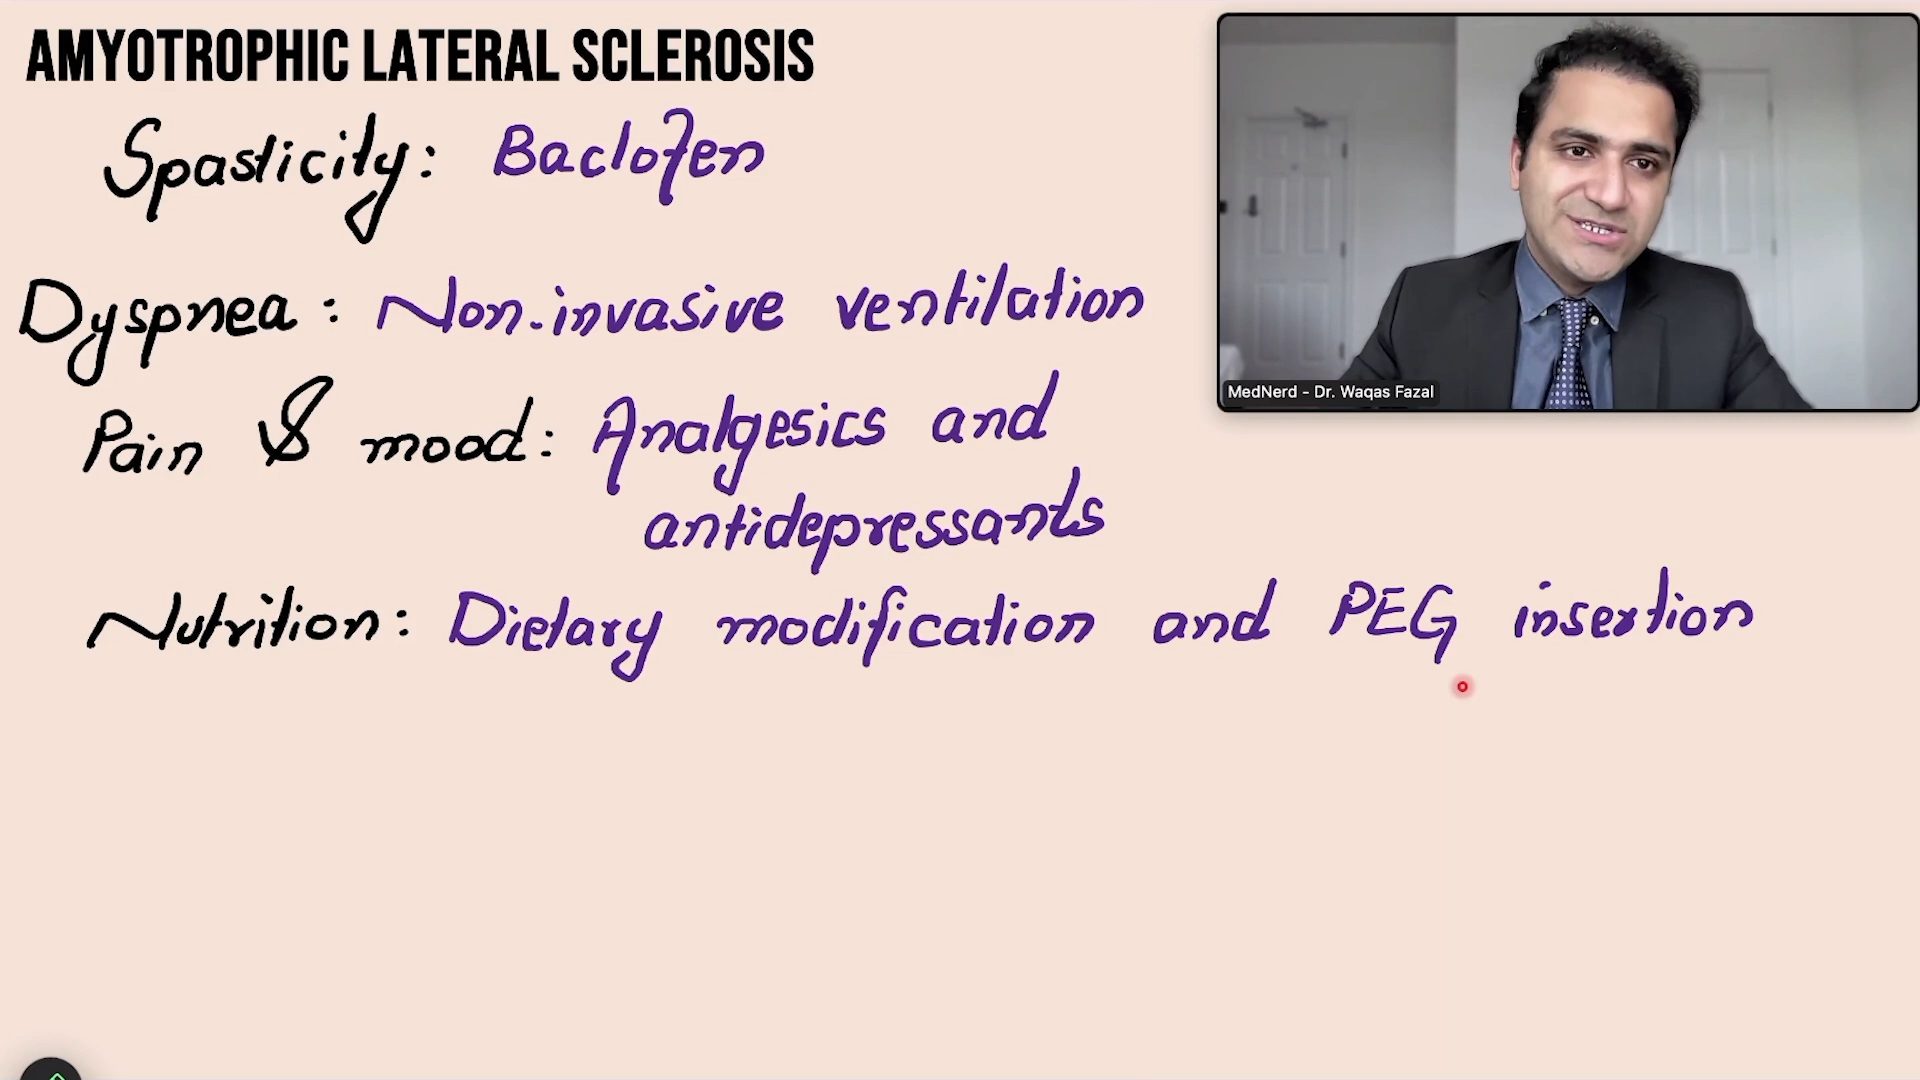 AMYOTROPHIC LATERAL SCLEROSIS
Spasticity: Baclofen
Dyspnea: Non-invasive ventilation
Pain & mood: Analgesics and
antidepressants
Nutrition: Dietary modification and PEG insertion
MedNerd - Dr. Waqas Fazal